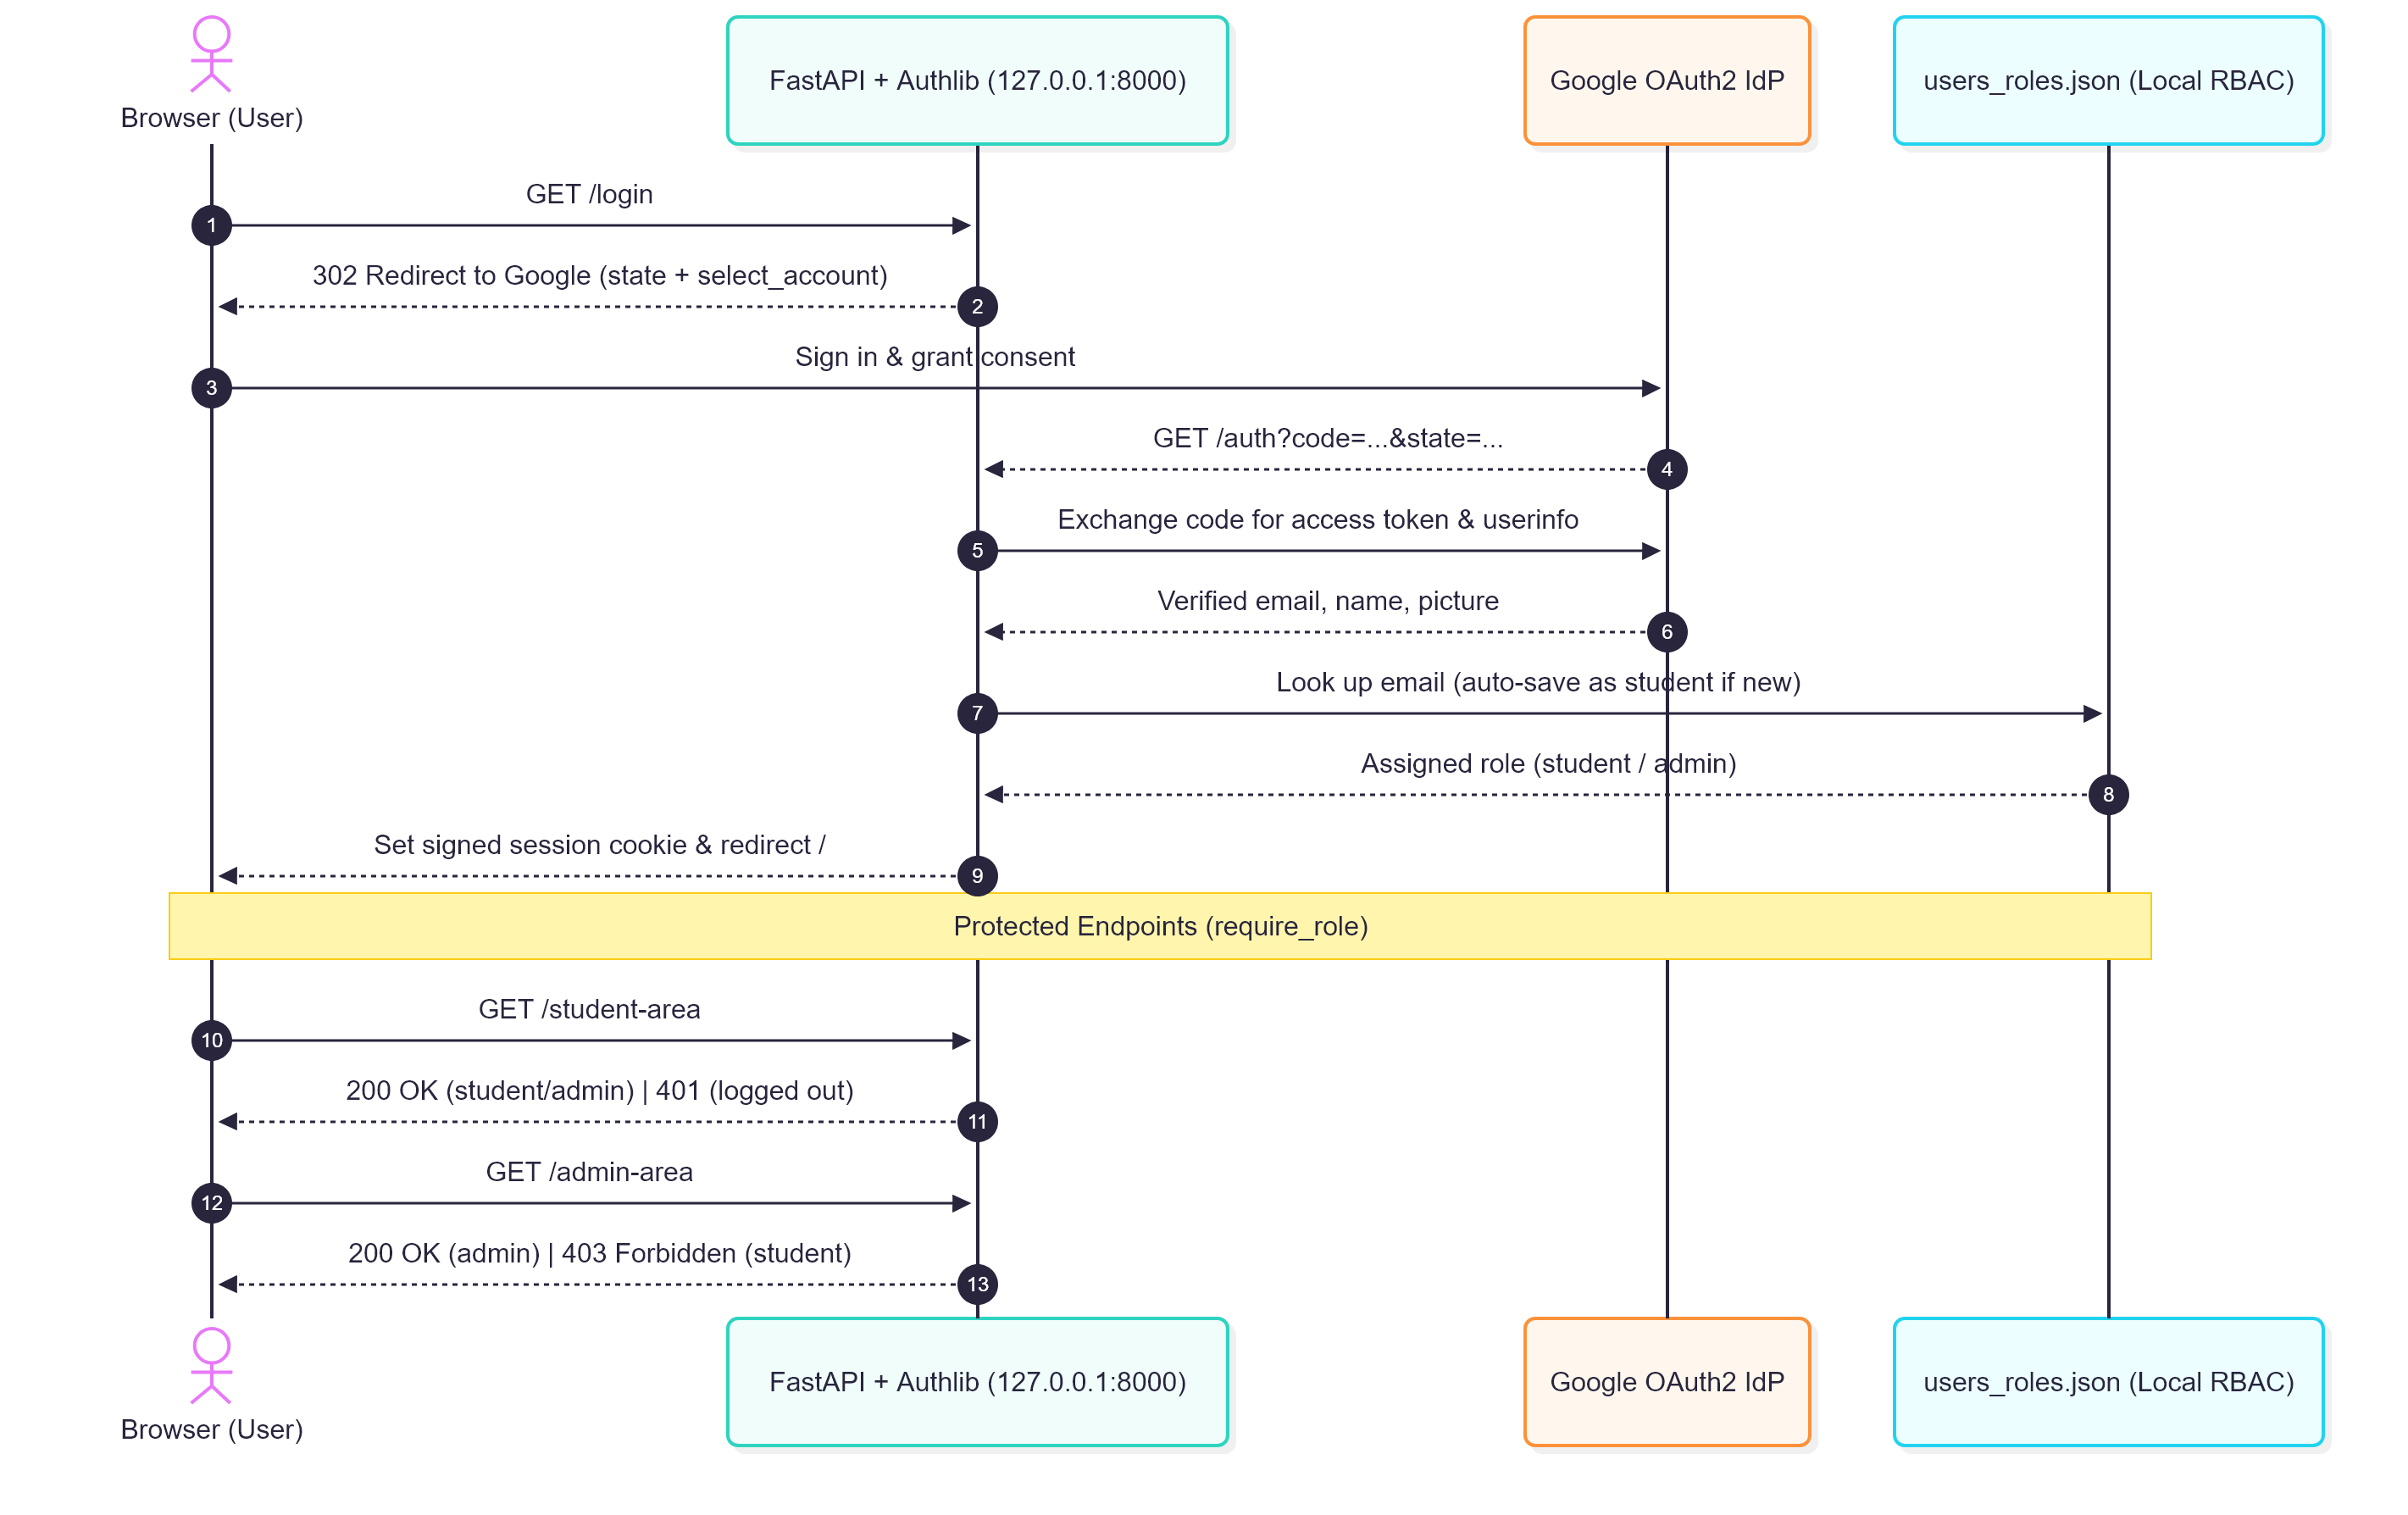 Browser (User)
FastAPI + Authlib (127.0.0.1:8000)
Google OAuth2 IdP
users_roles.json (Local RBAC)
GET /login
1
302 Redirect to Google (state + select_account)
2
Sign in & grant consent
3
GET /auth?code=...&state=...
4
Exchange code for access token & userinfo
5
Verified email, name, picture
6
Look up email (auto-save as student if new)
7
Assigned role (student / admin)
8
Set signed session cookie & redirect /
9
Protected Endpoints (require_role)
GET /student-area
10
200 OK (student/admin) | 401 (logged out)
11
GET /admin-area
12
200 OK (admin) | 403 Forbidden (student)
13
Browser (User)
FastAPI + Authlib (127.0.0.1:8000)
Google OAuth2 IdP
users_roles.json (Local RBAC)